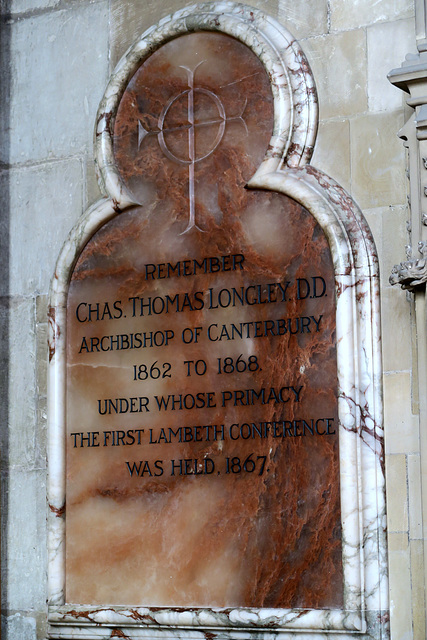 REMEMBER
CHAS. THOMAS LONGLEY, D.D.
ARCHBISHOP OF CANTERBURY
1862 TO 1868.
UNDER WHOSE PRIMACY
THE FIRST LAMBETH CONFERENCE
WAS HELD, 1867.